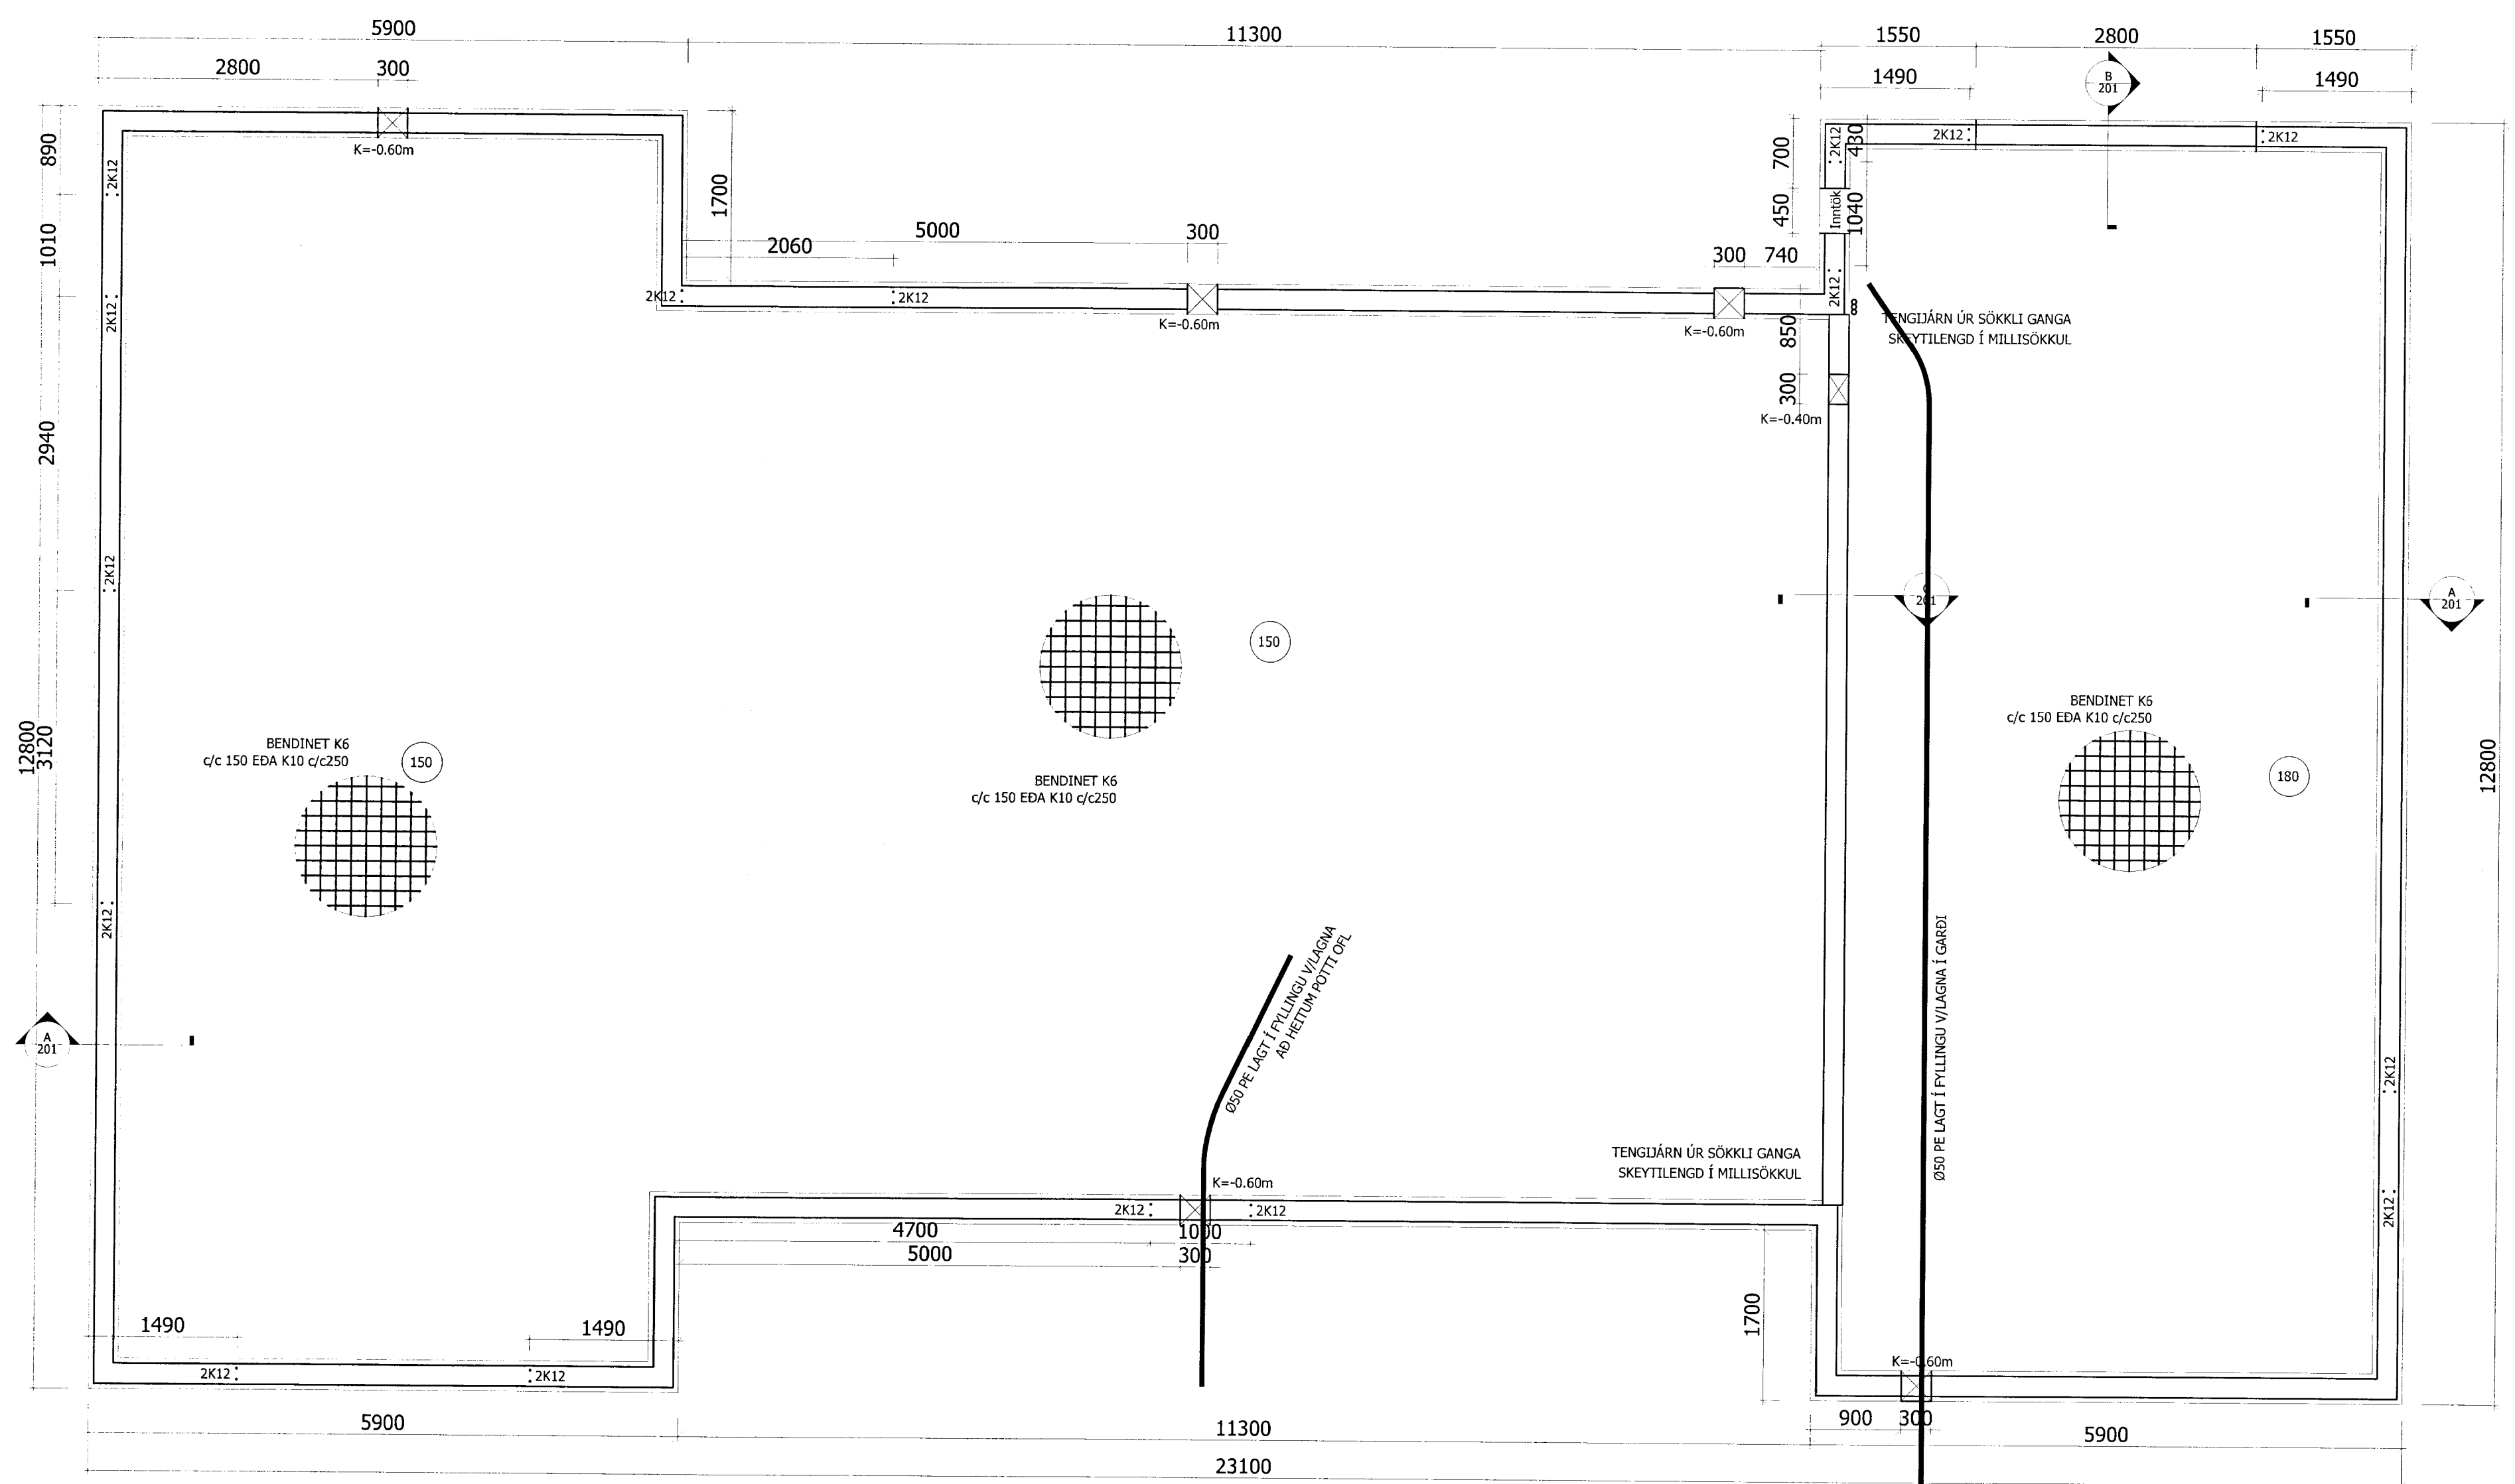 5900
11300
1550
2800
1550
2800
300
1490
B
201
1490
K=-0.60m
2K12
2K12
2K12
2K12
890
700
430
1700
1010
5000
300
2060
450
Inntök
1040
300
740
2K12
2K12
2K12
2K12
K=-0.60m
K=-0.60m
850
8
TENGIJÁRN ÚR SÖKKLI GANGA
SKEYTILENGD Í MILLISÖKKUL
300
K=-0.40m
2940
2K12
150
201
A
201
BENDINET K6
c/c 150 EÐA K10 c/c250
180
12800
3120
BENDINET K6
c/c 150 EÐA K10 c/c250
150
BENDINET K6
c/c 150 EÐA K10 c/c250
12800
2K12
Ø50 PE LAGT Í FYLLINGU V/LAGNA
AÐ HEITUM POTTI OFL
Ø50 PE LAGT Í FYLLINGU V/LAGNA Í GARÐI
A
201
2K12
TENGIJÁRN ÚR SÖKKLI GANGA
SKEYTILENGD Í MILLISÖKKUL
K=-0.60m
2K12
2K12
2K12
4700
1000
5000
300
1490
1490
1700
2K12
2K12
K=-0.60m
5900
11300
900
300
5900
23100